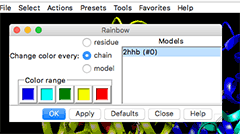 File Select Actions Presets Tools Favorites Help
Rainbow
residue
Change color every: chain
model
Models
2hhb (#0)
Color range
OK Apply Defaults Close Help